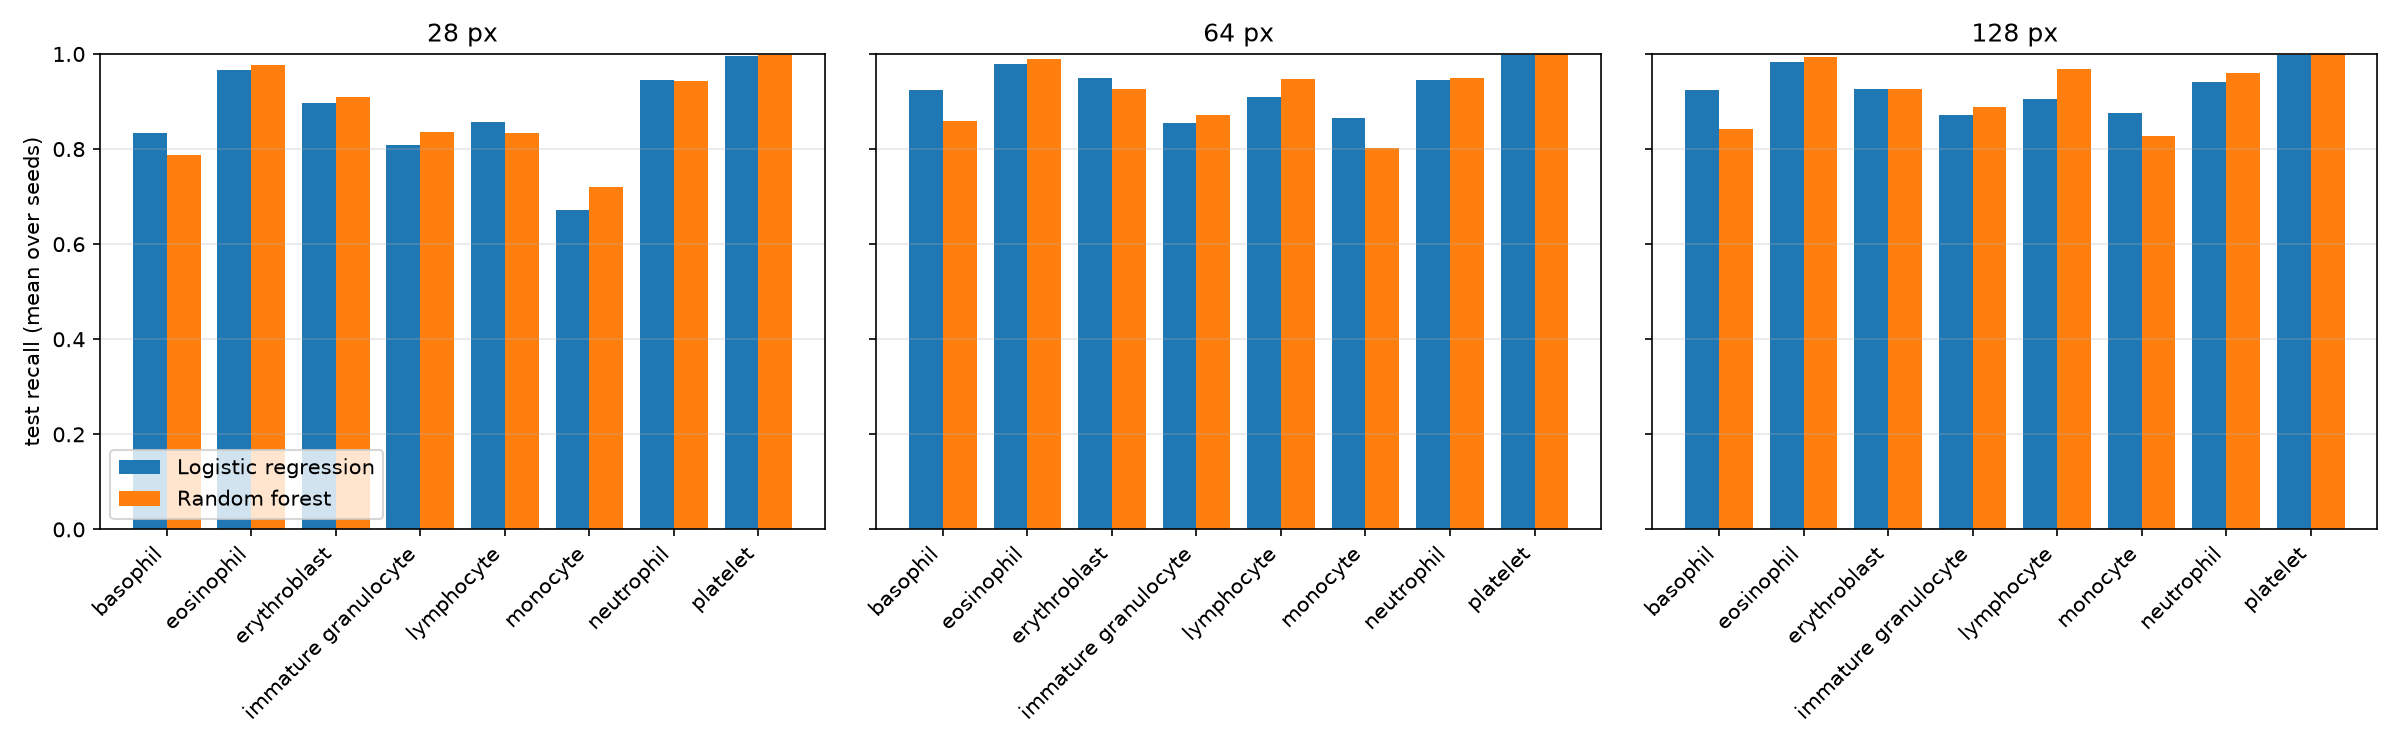 28 px
64 px
128 px
test recall (mean over seeds)
1.0
0.8
0.6
0.4
0.2
0.0
Logistic regression
Random forest
basophil
eosinophil
erythroblast
immature granulocyte
lymphocyte
monocyte
neutrophil
platelet
basophil
eosinophil
erythroblast
immature granulocyte
lymphocyte
monocyte
neutrophil
platelet
basophil
eosinophil
erythroblast
immature granulocyte
lymphocyte
monocyte
neutrophil
platelet